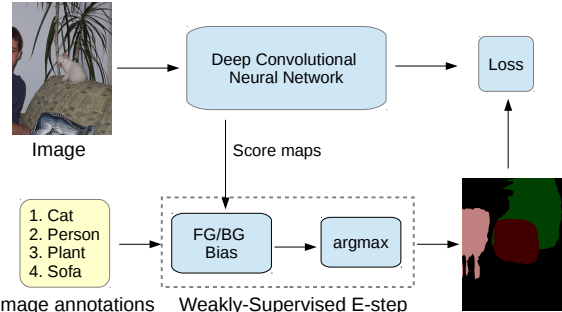 Deep Convolutional
Neural Network
Loss
Image
Score maps
1. Cat
2. Person
3. Plant
4. Sofa
FG/BG
Bias
argmax
mage annotations
Weakly-Supervised E-step